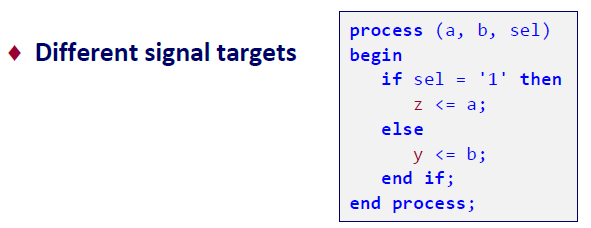 ♦ Different signal targets
process (a, b, sel)
begin
   if sel = '1' then
      z <= a;
   else
      y <= b;
   end if;
end process;